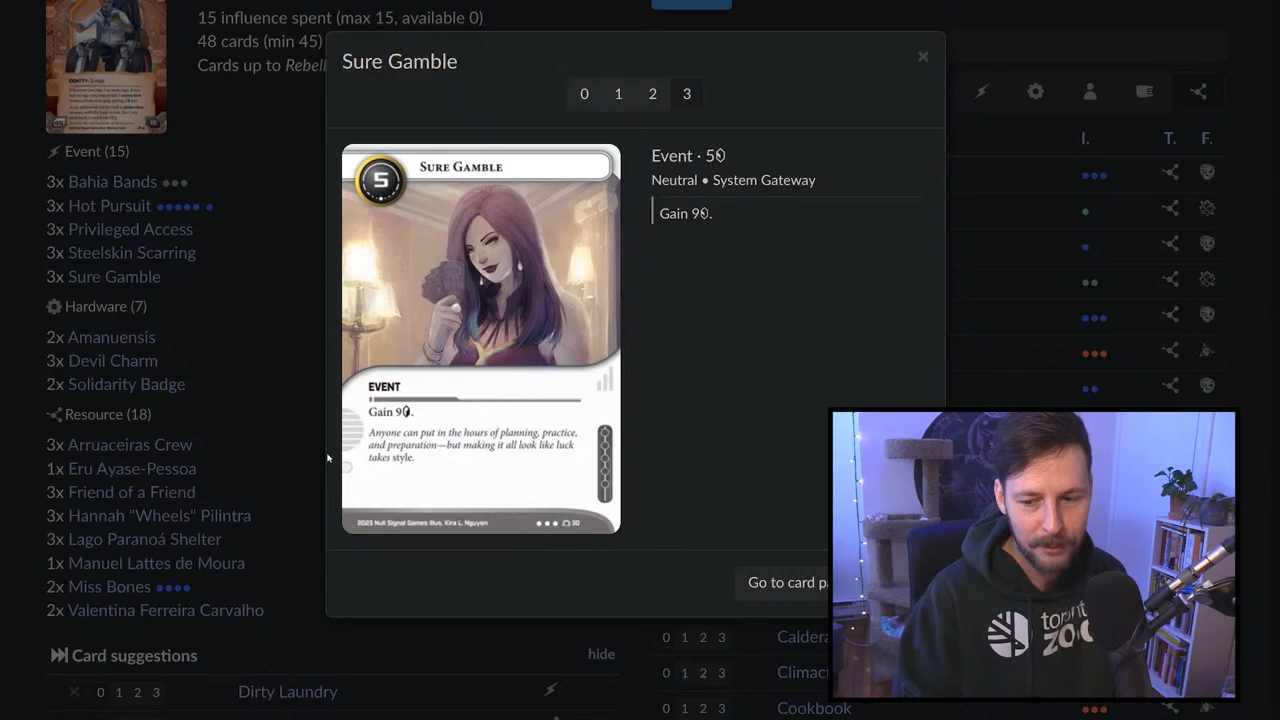 15 influence spent (max 15, available 0)
48 cards (min 45)
Cards up to Rebell
Event (15)
3x Bahia Bands
3x Hot Pursuit
3x Privileged Access
3x Steelskin Scarring
3x Sure Gamble
Hardware (7)
2x Amanuensis
3x Devil Charm
2x Solidarity Badge
Resource (18)
3x Arruaceiras Crew
1x Eru Ayase-Pessoa
3x Friend of a Friend
3x Hannah "Wheels" Pilintra
3x Lago Paranoá Shelter
1x Manuel Lattes de Moura
2x Miss Bones
2x Valentina Ferreira Carvalho
Card suggestions
hide
0 1 2 3 Dirty Laundry
Sure Gamble
×
0 1 2 3
5
SURE GAMBLE
EVENT
Gain 9.
Anyone can put in the hours of planning, practice,
and preparation—but making it all look like luck
takes style.
2023 Null Signal Games Illus. Kira L. Nguyen
30
Event · 5
Neutral • System Gateway
Gain 9.
Go to card p
I. T. F.
0 1 2 3 Caldera
0 1 2 3 Climact
0 1 2 3 Cookbook